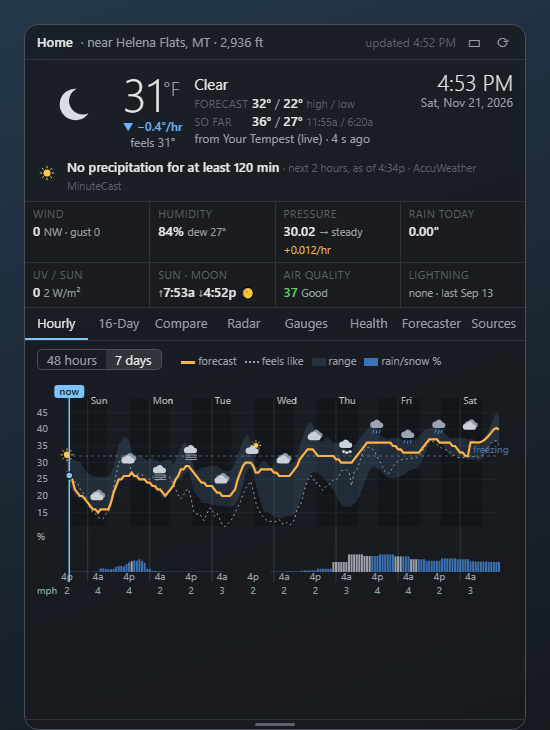 Home · near Helena Flats, MT · 2,936 ft updated 4:52 PM
31°F
▼ −0.4°/hr
feels 31°
Clear
FORECAST 32° / 22° high / low
SO FAR 36° / 27° 11:55a / 6:20a
from Your Tempest (live) · 4 s ago
4:53 PM
Sat, Nov 21, 2026
No precipitation for at least 120 min · next 2 hours, as of 4:34p · AccuWeather
MinuteCast
WIND
0 NW · gust 0
HUMIDITY
84% dew 27°
PRESSURE
30.02 → steady
+0.012/hr
RAIN TODAY
0.00"
UV / SUN
0 2 W/m²
SUN · MOON
↑7:53a ↓4:52p
AIR QUALITY
37 Good
LIGHTNING
none · last Sep 13
Hourly 16-Day Compare Radar Gauges Health Forecaster Sources
48 hours 7 days forecast feels like range rain/snow %
now
Sun Mon Tue Wed Thu Fri Sat
45
40
35
30
25
20
15
freezing
%
4p 4a 4p 4a 4p 4a 4p 4a 4p 4a 4p 4a 4p 4a
mph 2 4 4 2 2 3 2 2 2 3 4 4 2 3